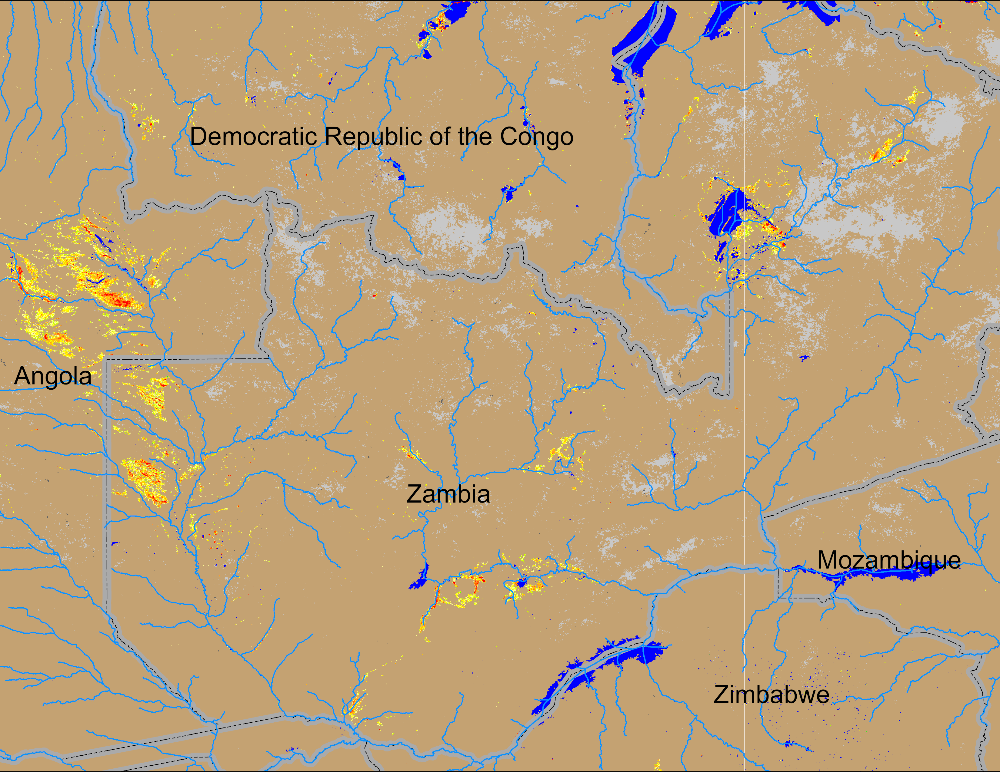 Democratic Republic of the Congo
Angola
Zambia
Mozambique
Zimbabwe